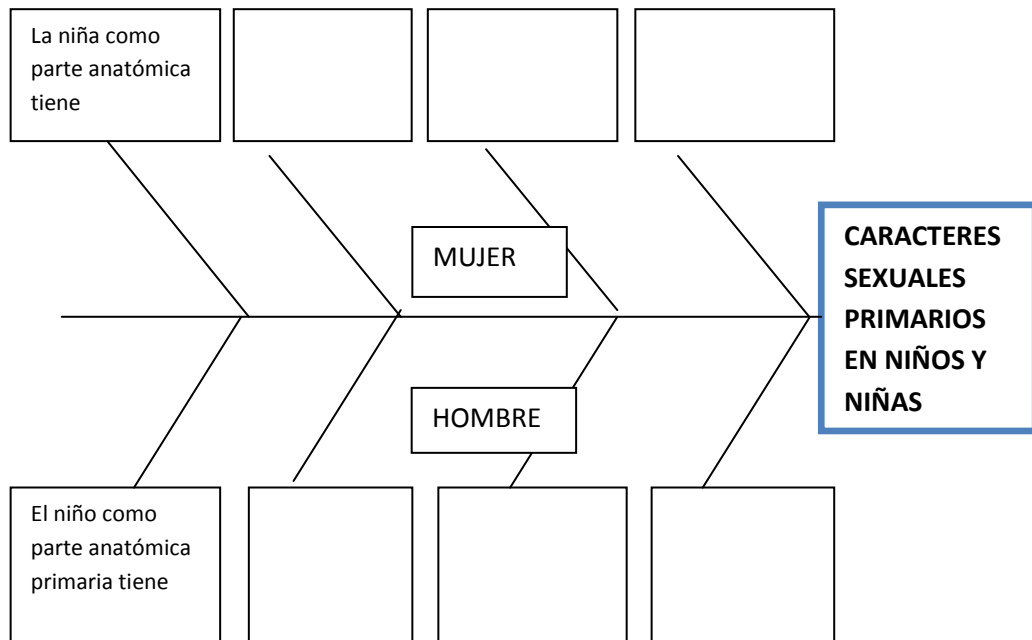 La niña como
parte anatómica
tiene
MUJER
CARACTERES
SEXUALES
PRIMARIOS
EN NIÑOS Y
NIÑAS
HOMBRE
El niño como
parte anatómica
primaria tiene